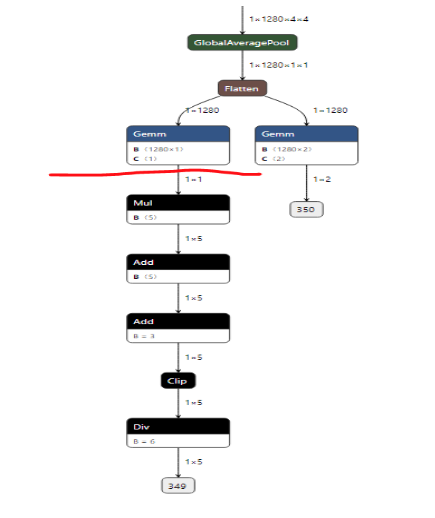 1×1280×4×4
GlobalAveragePool
1×1280×1×1
Flatten
1×1280
1×1280
Gemm
B ⟨1280×1⟩
C ⟨1⟩
Gemm
B ⟨1280×2⟩
C ⟨2⟩
1×1
1×2
Mul
B ⟨5⟩
350
1×5
Add
B ⟨5⟩
1×5
Add
B = 3
1×5
Clip
1×5
Div
B = 6
1×5
349